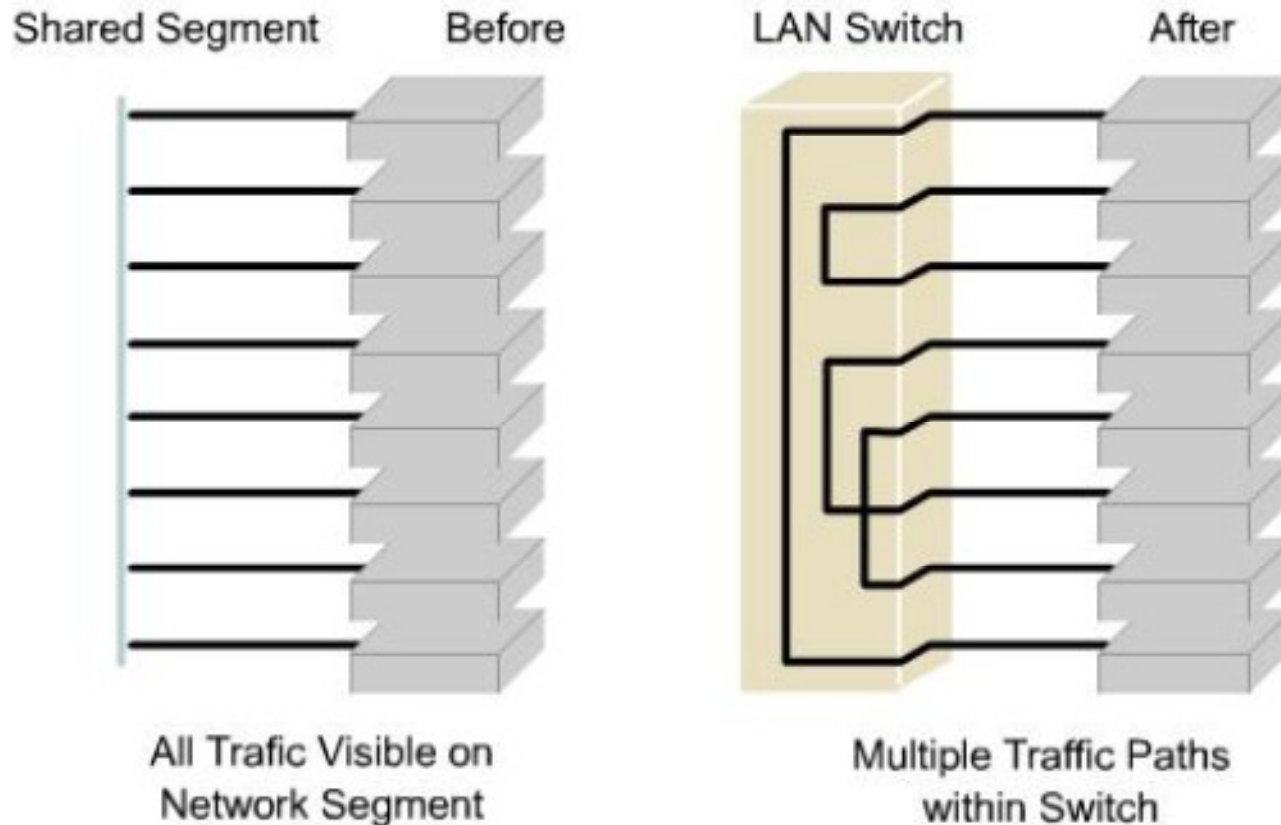 Shared Segment
Before
LAN Switch
After
All Trafic Visible on
Network Segment
Multiple Traffic Paths
within Switch